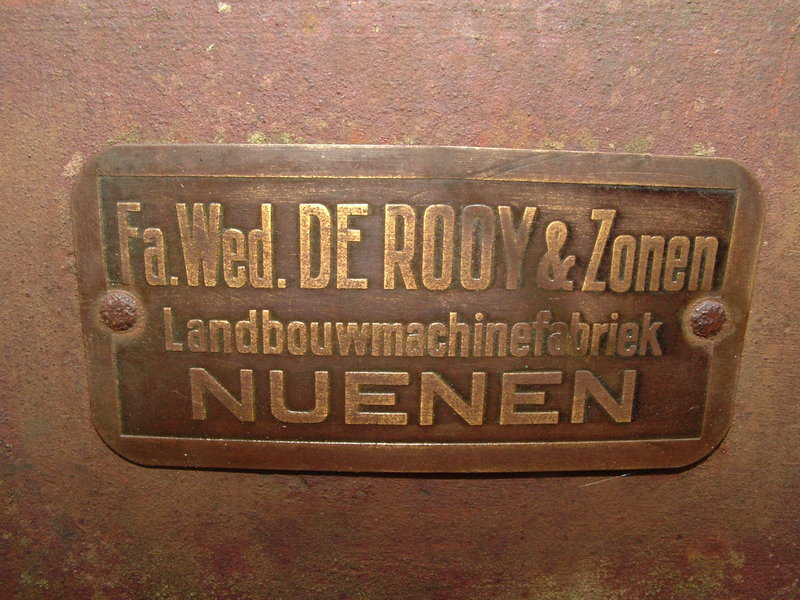 Fa. Wed. DE ROOY & Zonen
Landbouwmachinefabriek
NUENEN